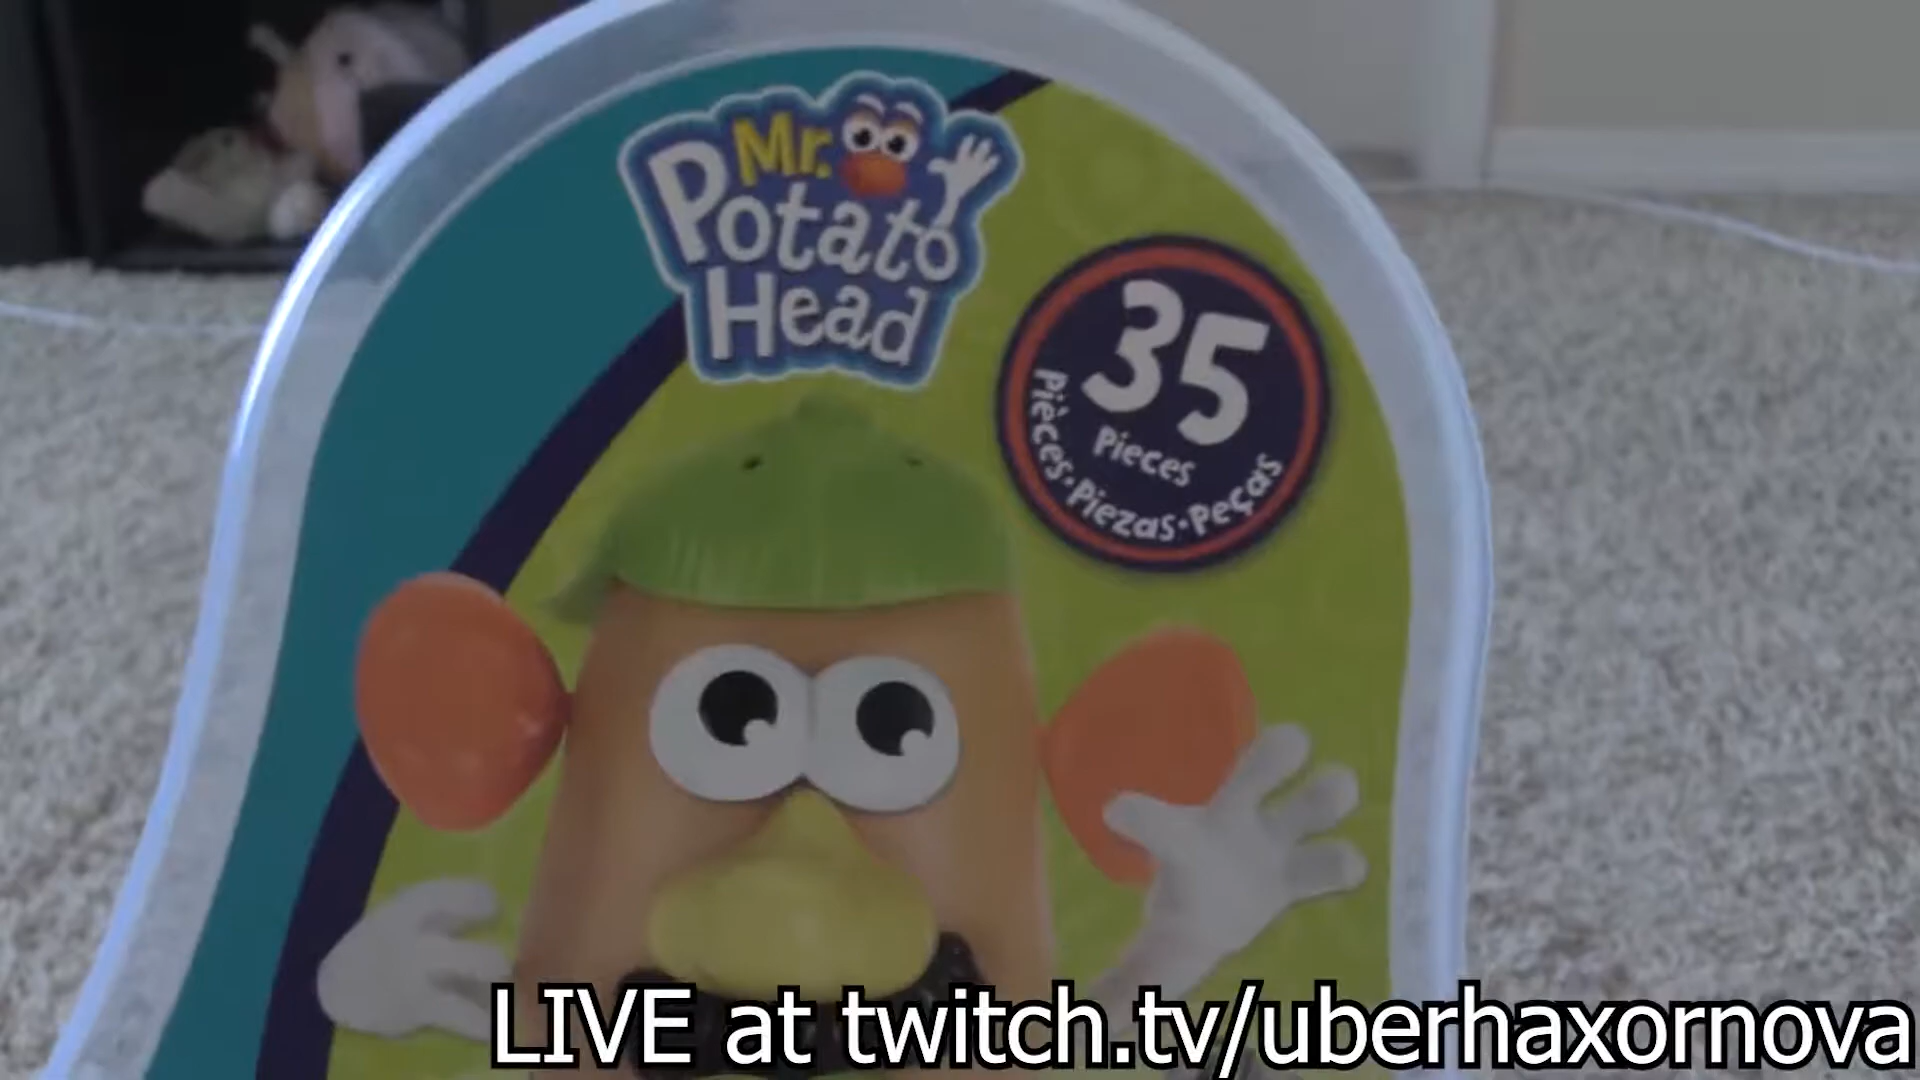 Mr.
Potato
Head
35
Pieces
Pièces·Piezas·Peças
LIVE at twitch.tv/uberhaxornova